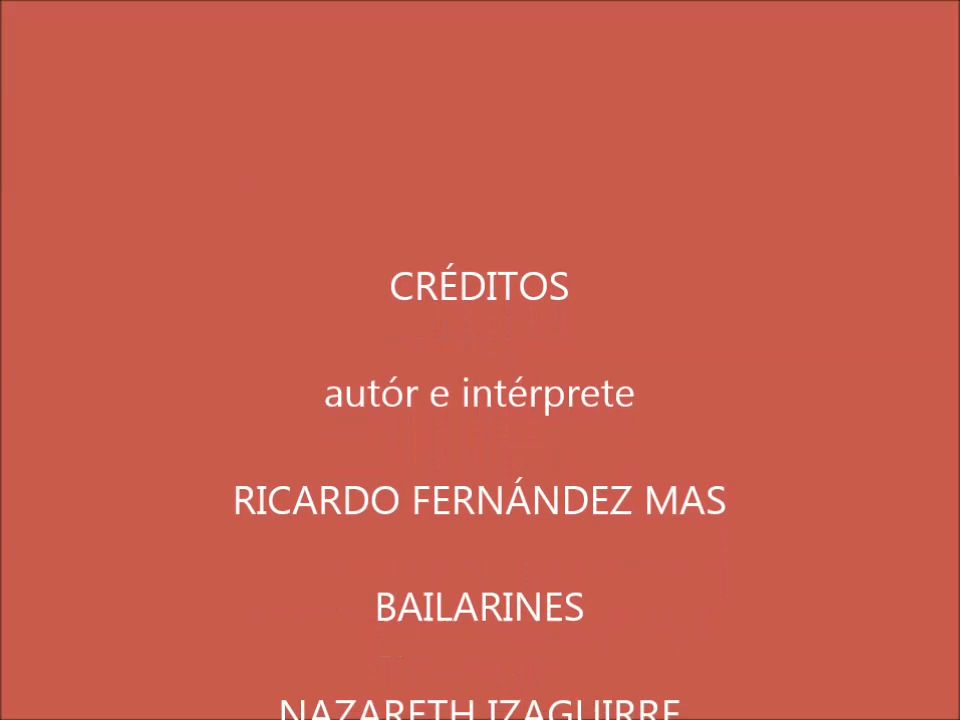 CRÉDITOS
autór e intérprete
RICARDO FERNÁNDEZ MAS
BAILARINES
NAZARETH IZAGUIRRE